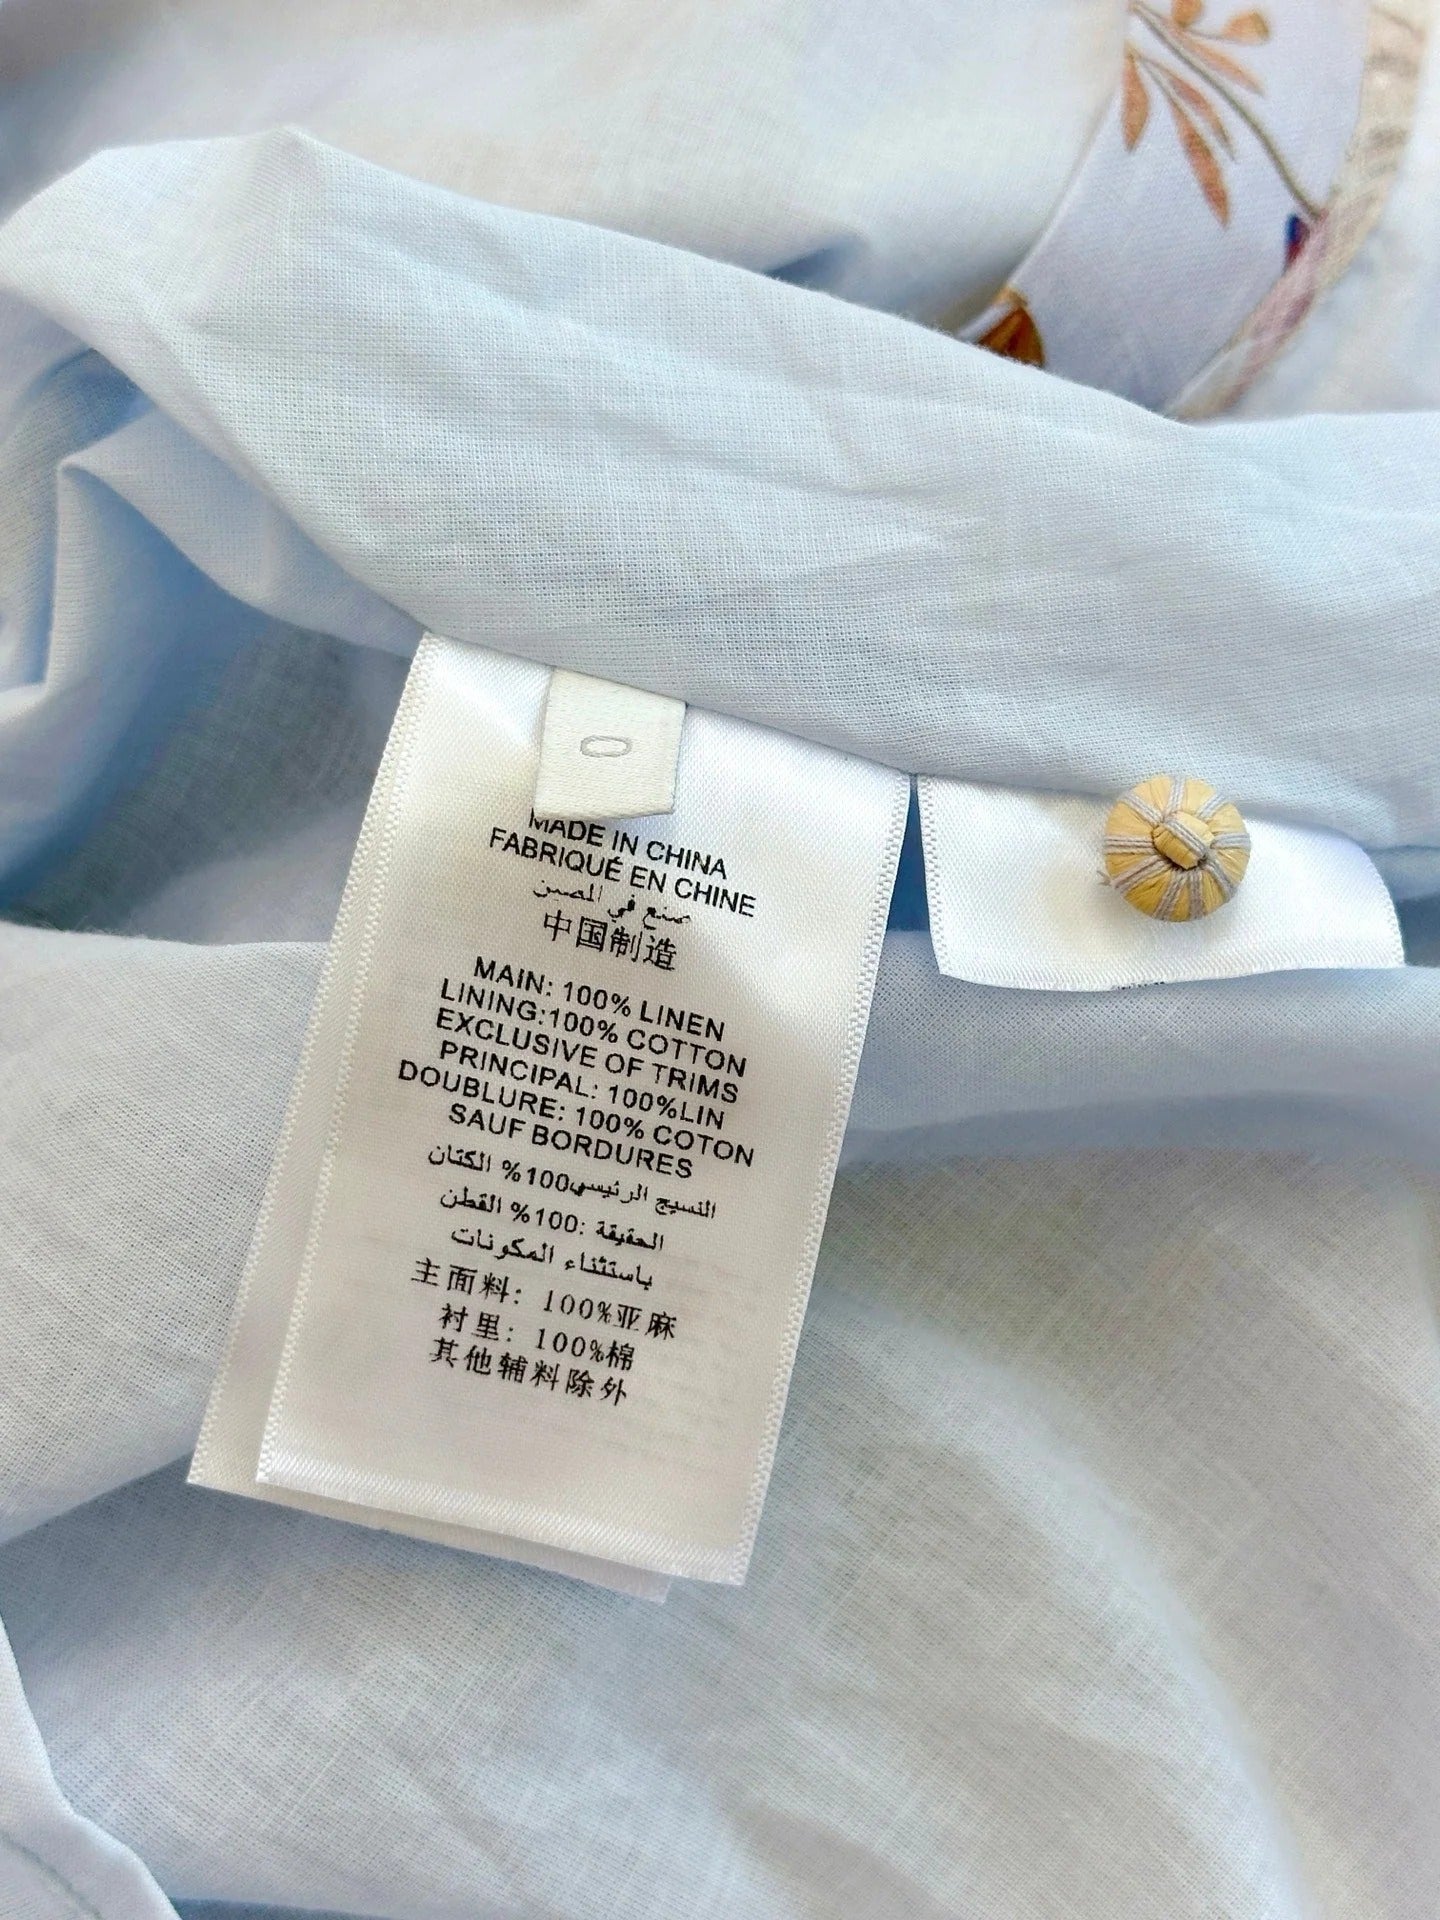 0
MADE IN CHINA
FABRIQUÉ EN CHINE
صنع في الصين
中国制造
MAIN: 100% LINEN
LINING:100% COTTON
EXCLUSIVE OF TRIMS
PRINCIPAL: 100%LIN
DOUBLURE: 100% COTON
SAUF BORDURES
النسيج الرئيسي100% الكتان
الحقيقة :100% القطن
باستثناء المكونات
主面料: 100%亚麻
衬里: 100%棉
其他辅料除外